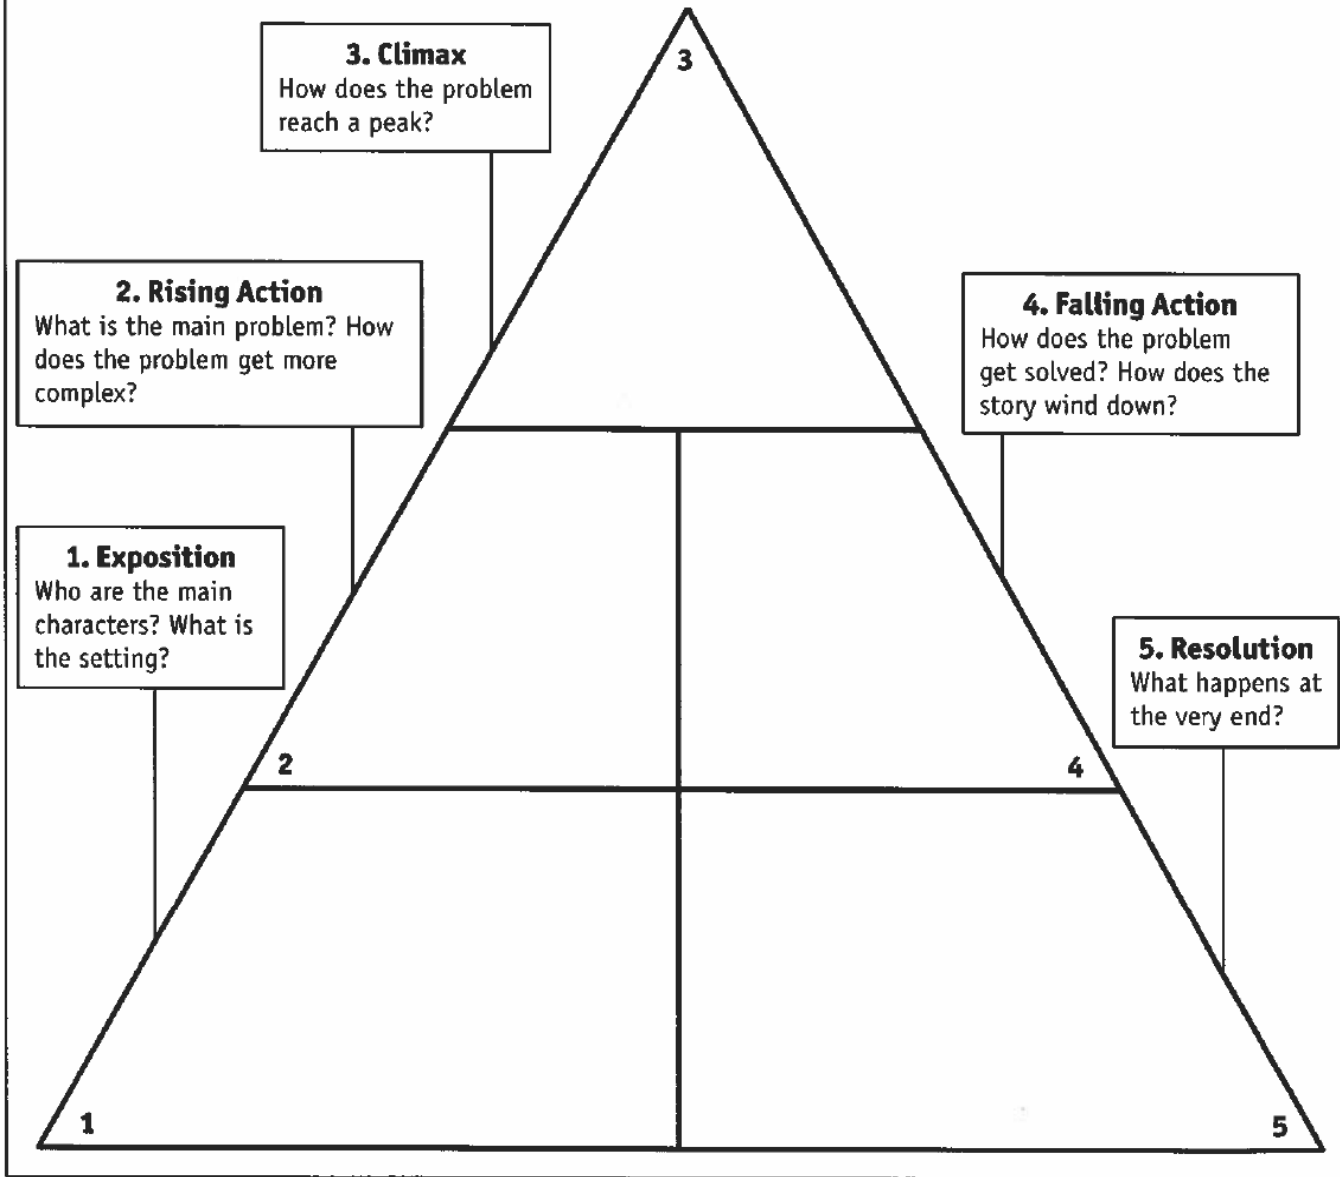 3. Climax
How does the problem
reach a peak?
3
2. Rising Action
What is the main problem? How
does the problem get more
complex?
4. Falling Action
How does the problem
get solved? How does the
story wind down?
1. Exposition
Who are the main
characters? What is
the setting?
5. Resolution
What happens at
the very end?
2
4
1
5